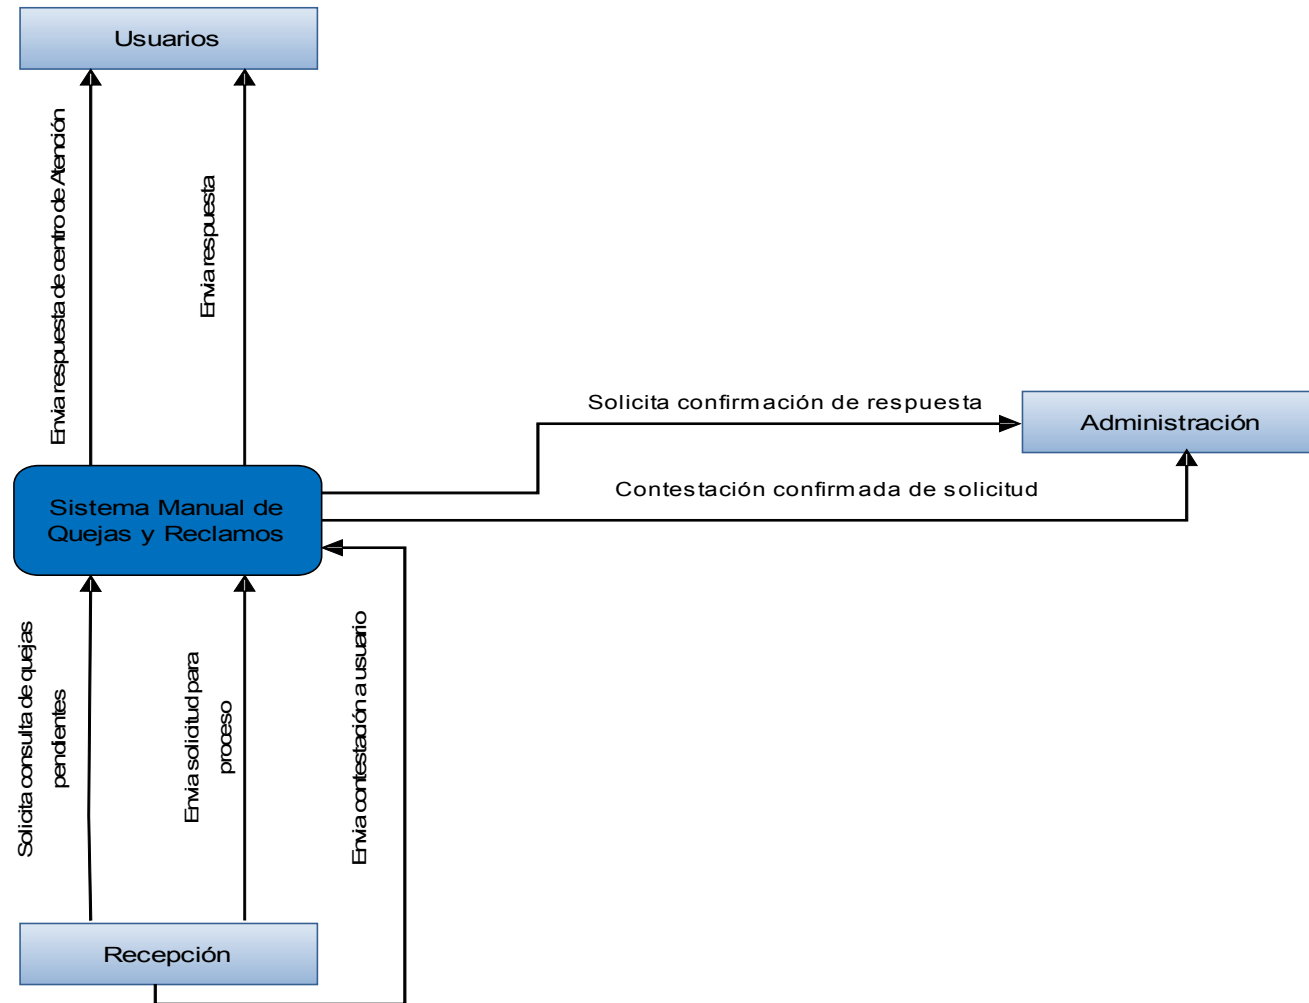 Usuarios
Envia respuesta de centro de Atención
Envia respuesta
Solicita confirmación de respuesta
Administración
Contestación confirmada de solicitud
Sistema Manual de
Quejas y Reclamos
Solicita consulta de quejas
pendientes
Envia solicitud para
proceso
Envia contestación a usuario
Recepción